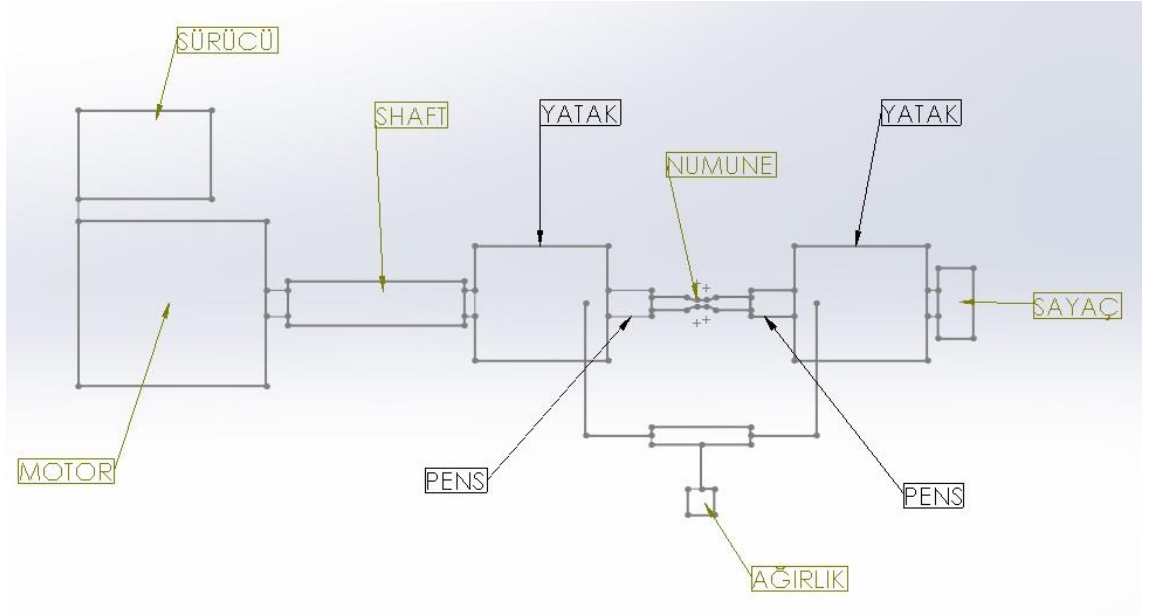 SÜRÜCÜ
SHAFT
YATAK
YATAK
NUMUNE
SAYAÇ
MOTOR
PENS
PENS
AĞIRLIK